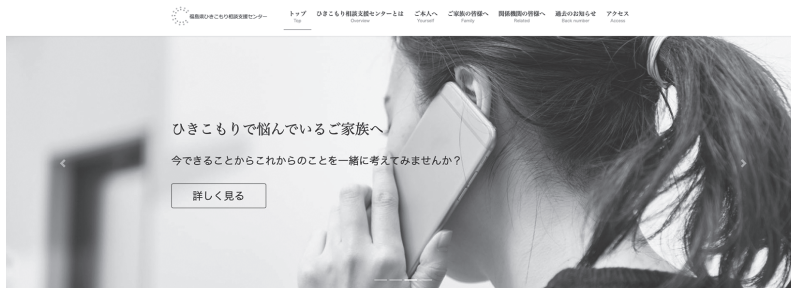 福島県ひきこもり相談支援センター
トップ
Top
ひきこもり相談支援センターとは
Overview
ご本人へ
Yourself
ご家族の皆様へ
Family
関係機関の皆様へ
Related
過去のお知らせ
Back number
アクセス
Access
ひきこもりで悩んでいるご家族へ
今できることからこれからのことを一緒に考えてみませんか？
詳しく見る